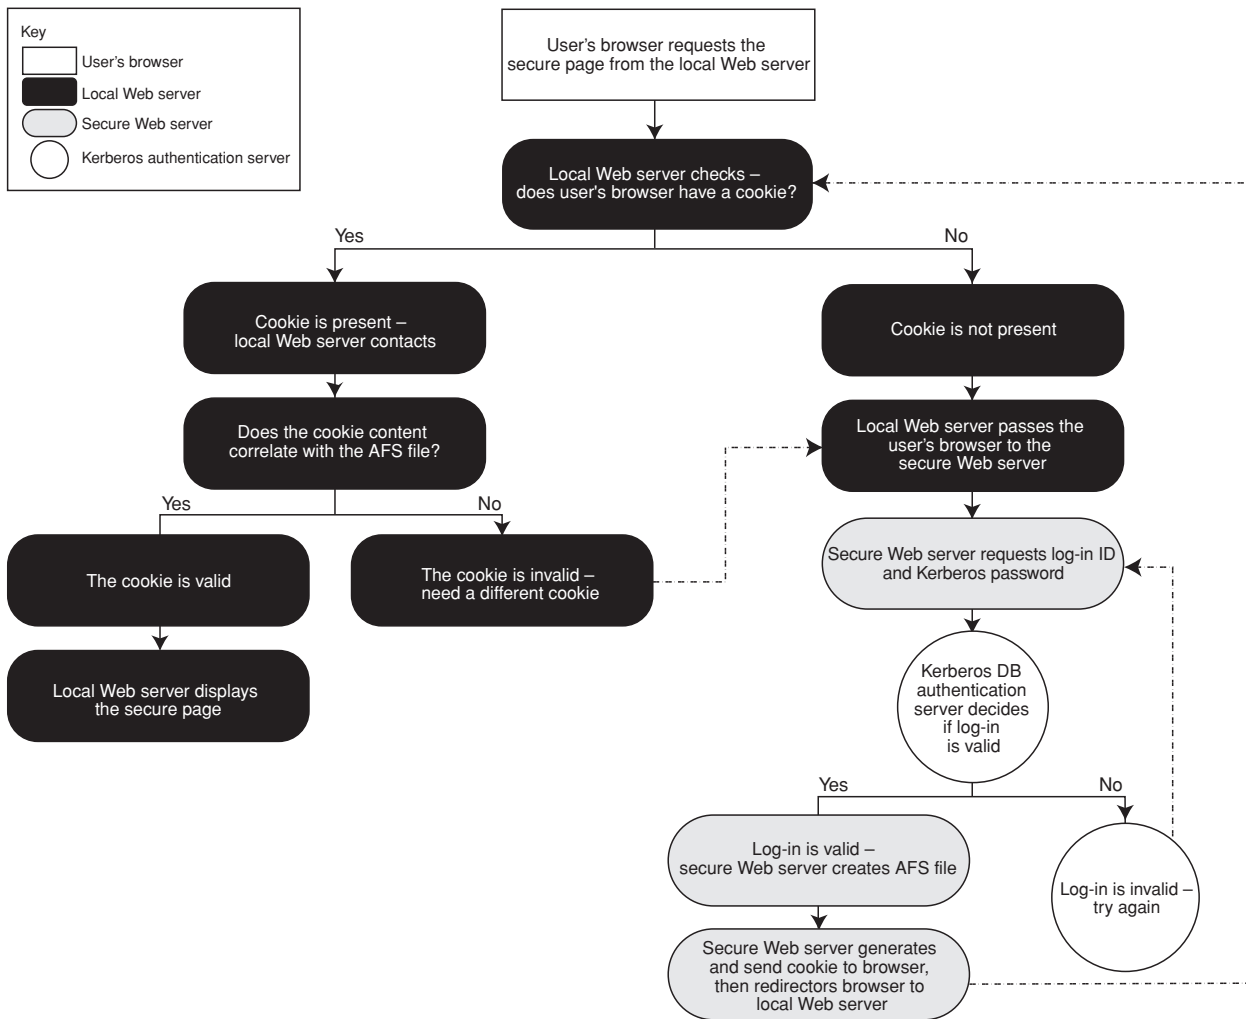 Key
User's browser
Local Web server
Secure Web server
Kerberos authentication server
User's browser requests the
secure page from the local Web server
Local Web server checks –
does user's browser have a cookie?
Yes
No
Cookie is present –
local Web server contacts
Cookie is not present
Does the cookie content
correlate with the AFS file?
Local Web server passes the
user's browser to the
secure Web server
Yes
No
The cookie is valid
The cookie is invalid –
need a different cookie
Secure Web server requests log-in ID
and Kerberos password
Local Web server displays
the secure page
Kerberos DB
authentication
server decides
if log-in
is valid
Yes
No
Log-in is valid –
secure Web server creates AFS file
Log-in is invalid –
try again
Secure Web server generates
and send cookie to browser,
then redirectors browser to
local Web server